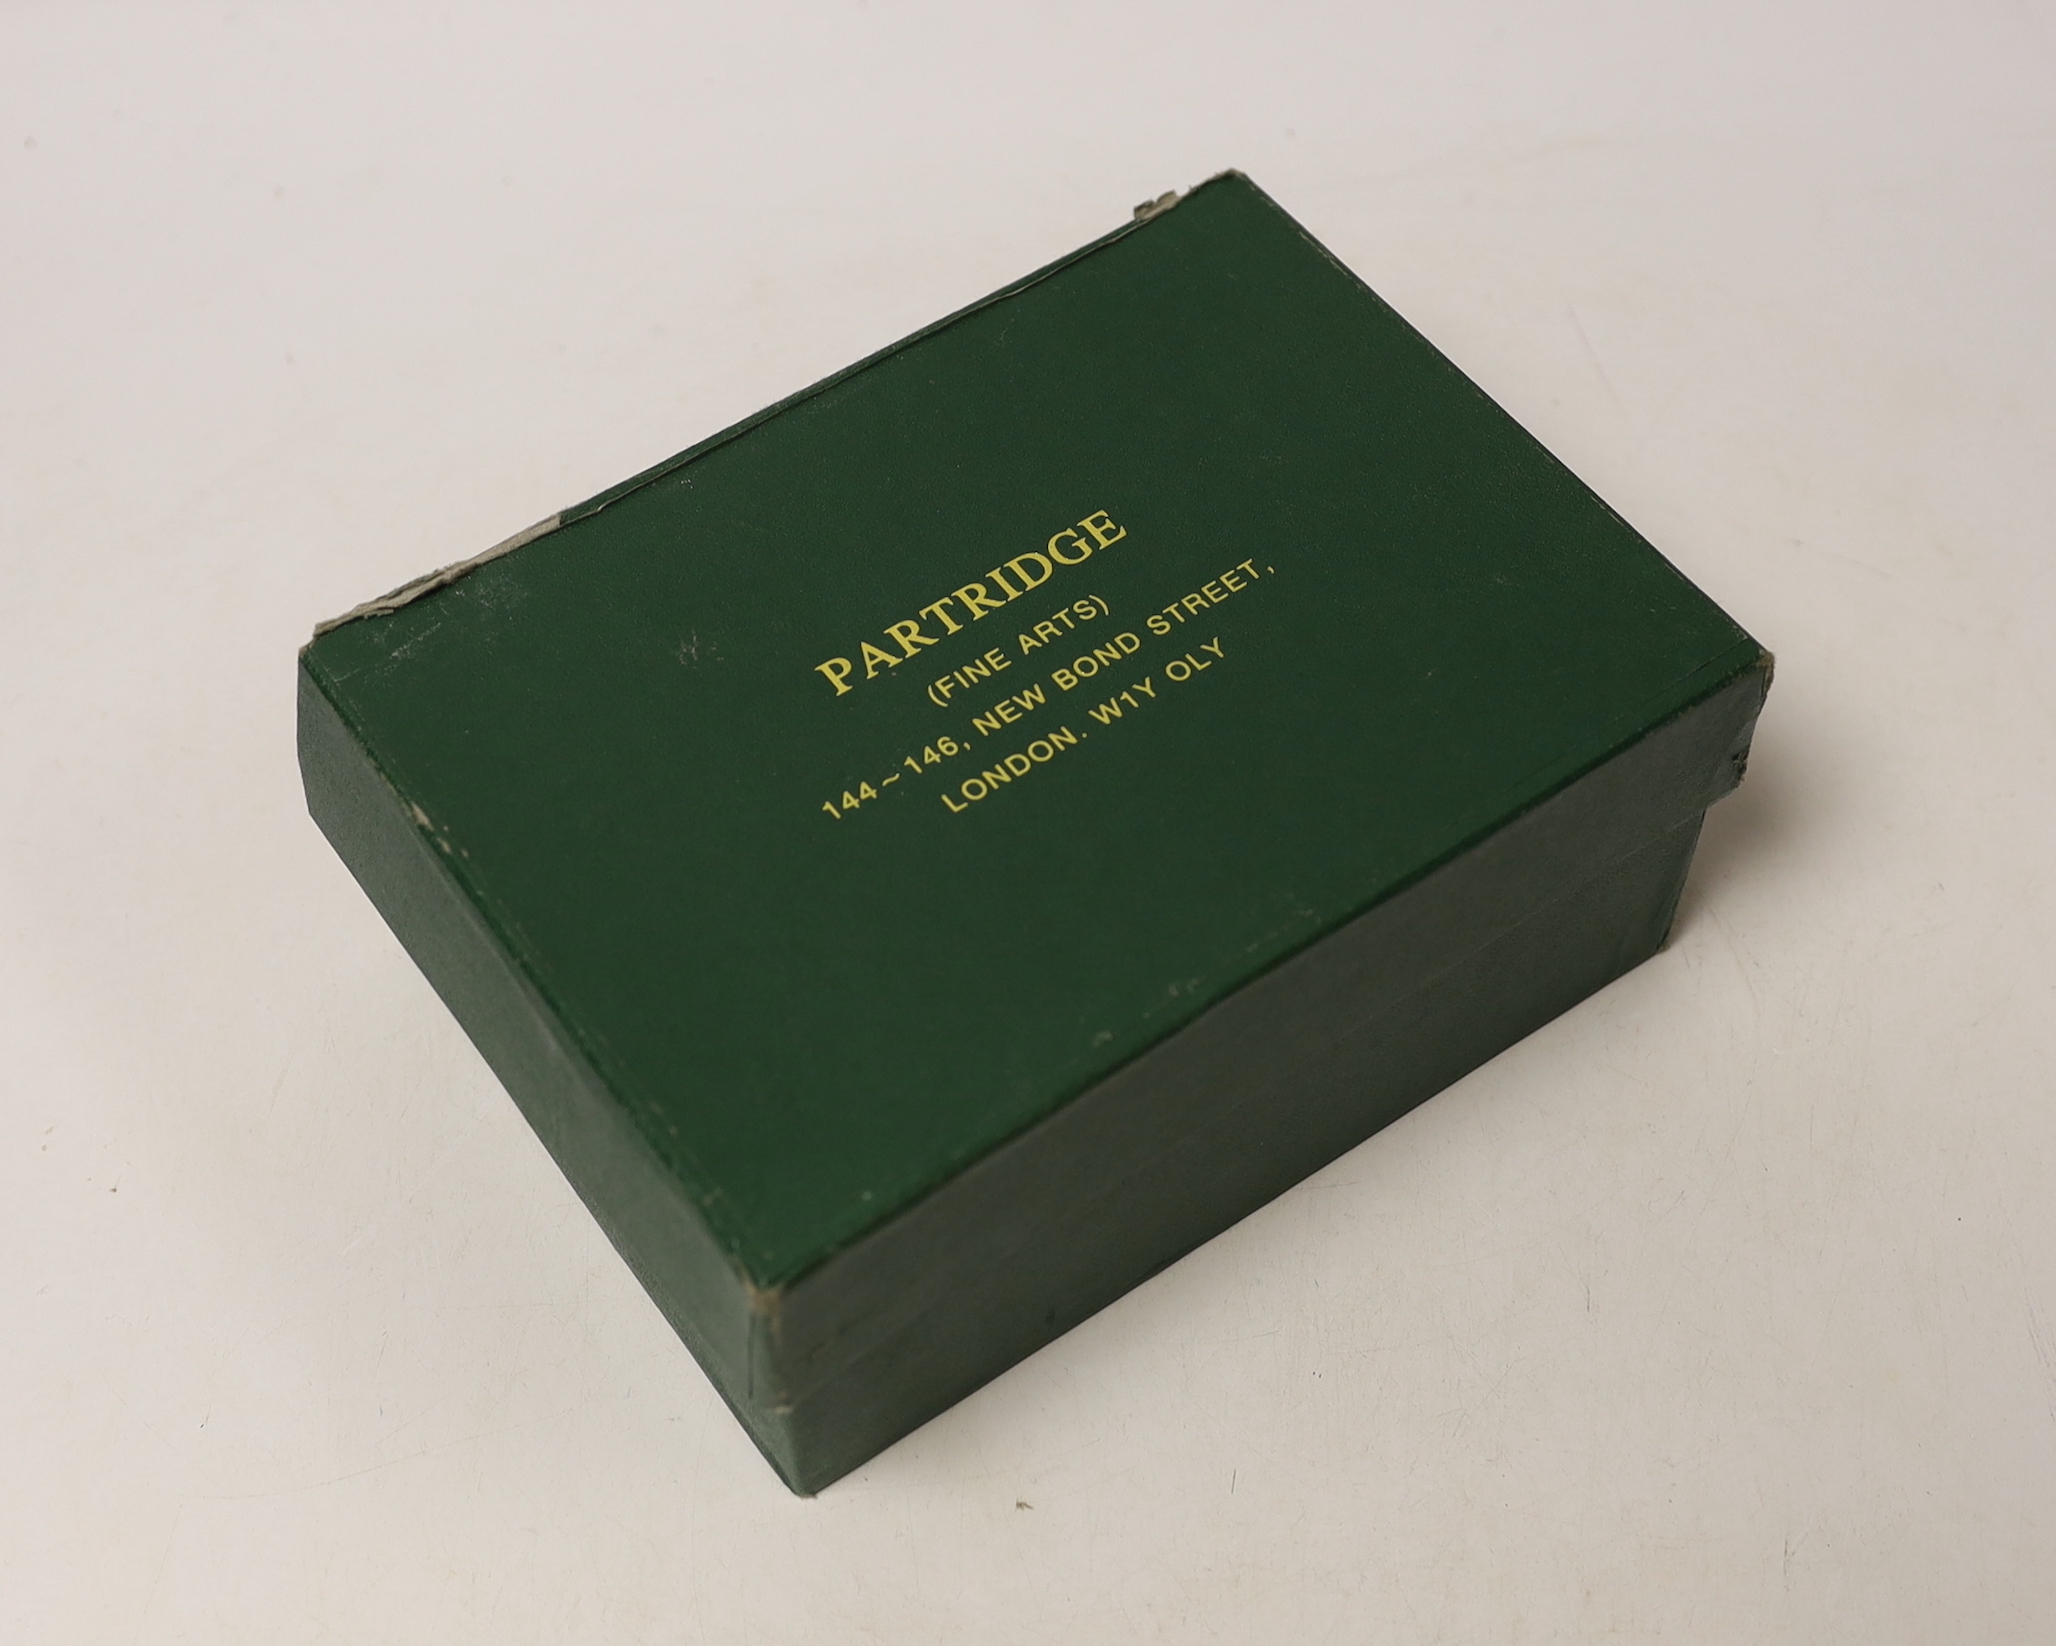 PARTRIDGE
(FINE ARTS)
144~146, NEW BOND STREET,
LONDON. W1Y OLY